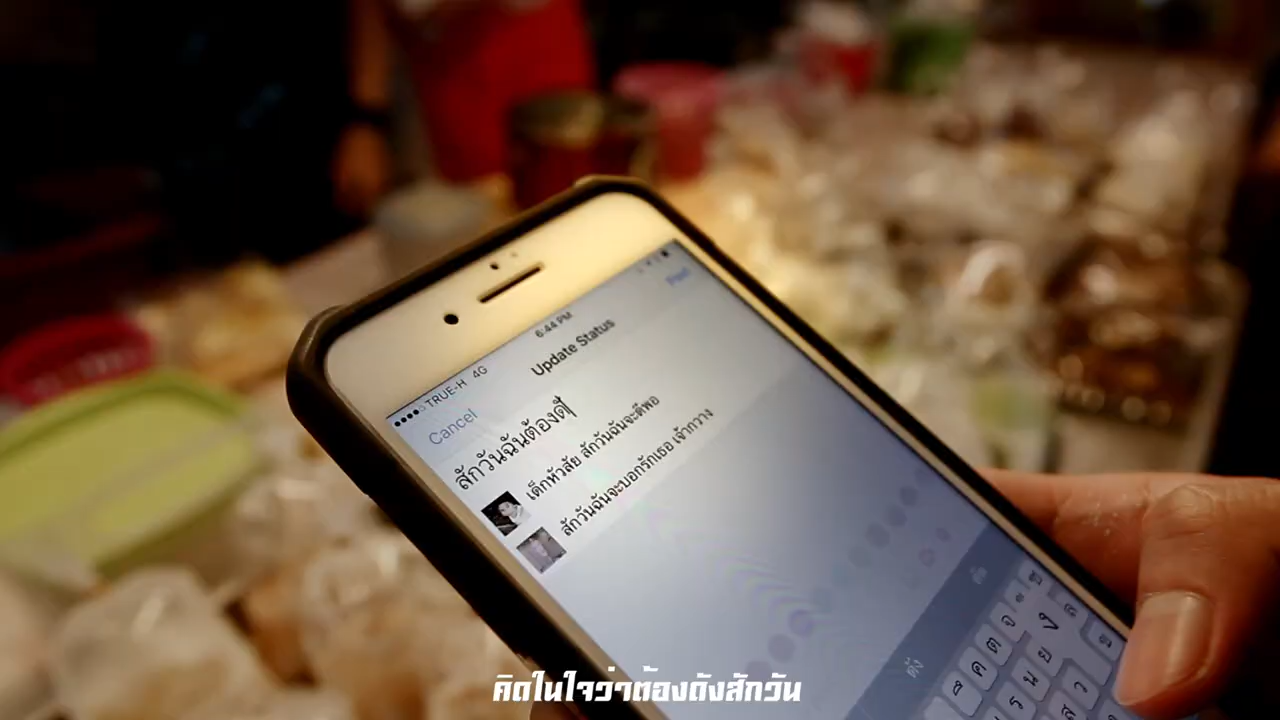 ●●●●○ TRUE-H 4G 6:44 PM
Cancel Update Status Post
สักวันฉันต้องดั
เด็กหัวสัย สักวันฉันจะดีพอ
สักวันฉันจะบอกรักเธอ เจ้ากวาง
ดัง
คิดในใจว่าต้องดังสักวัน